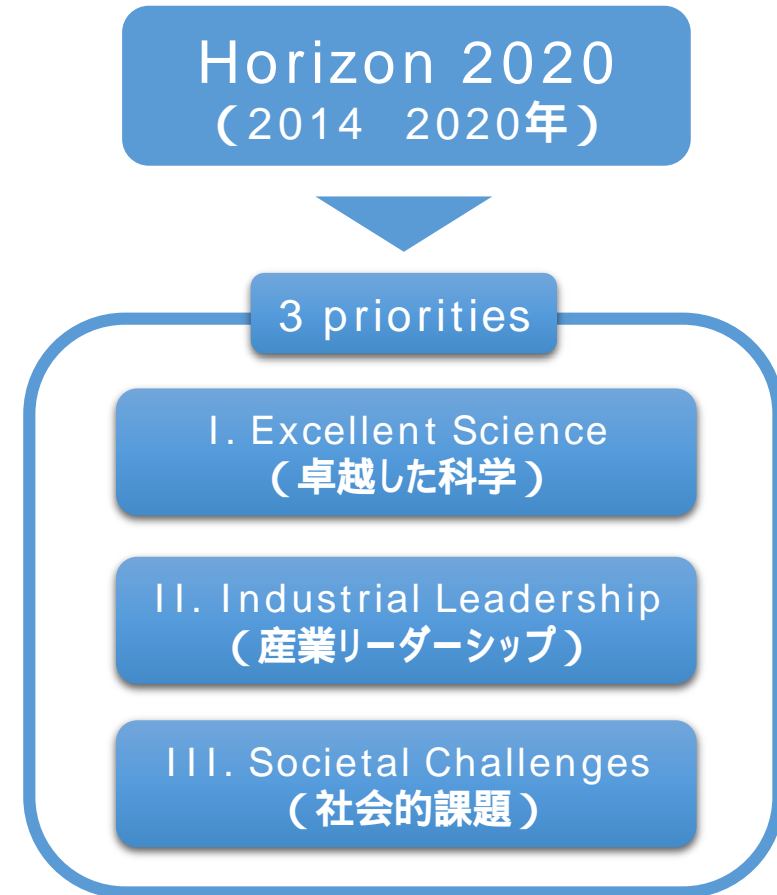 Horizon 2020
（2014 2020年）
3 priorities
I. Excellent Science
（卓越した科学）
II. Industrial Leadership
（産業リーダーシップ）
III. Societal Challenges
（社会的課題）